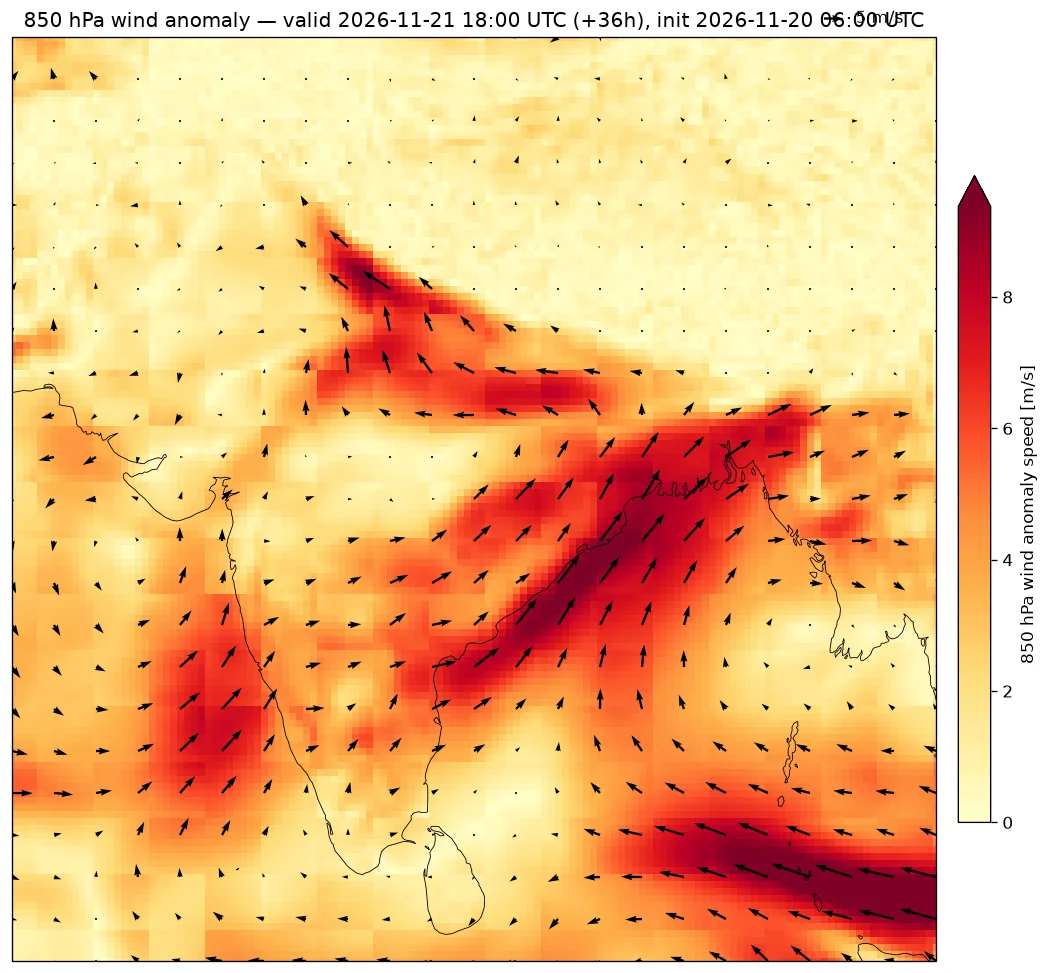 850 hPa wind anomaly — valid 2026-11-21 18:00 UTC (+36h), init 2026-11-20 06:00 UTC
5 m/s
8
6
4
2
0
850 hPa wind anomaly speed [m/s]